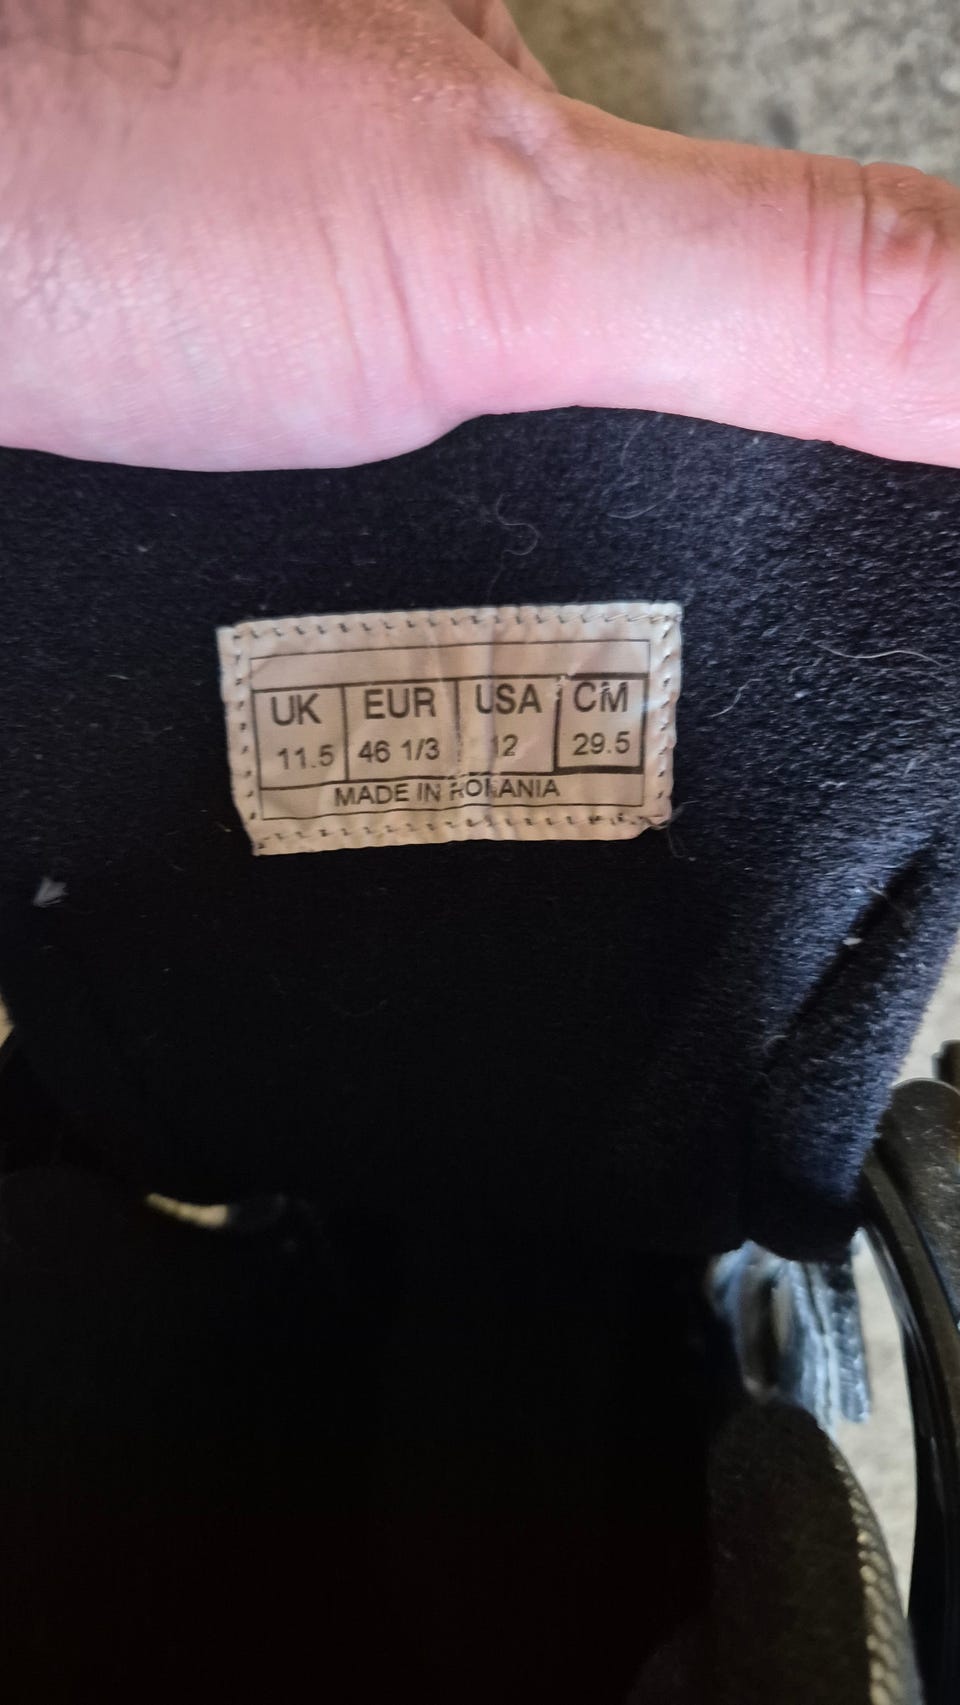 UK EUR USA CM
11.5 46 1/3 12 29.5
MADE IN ROMANIA